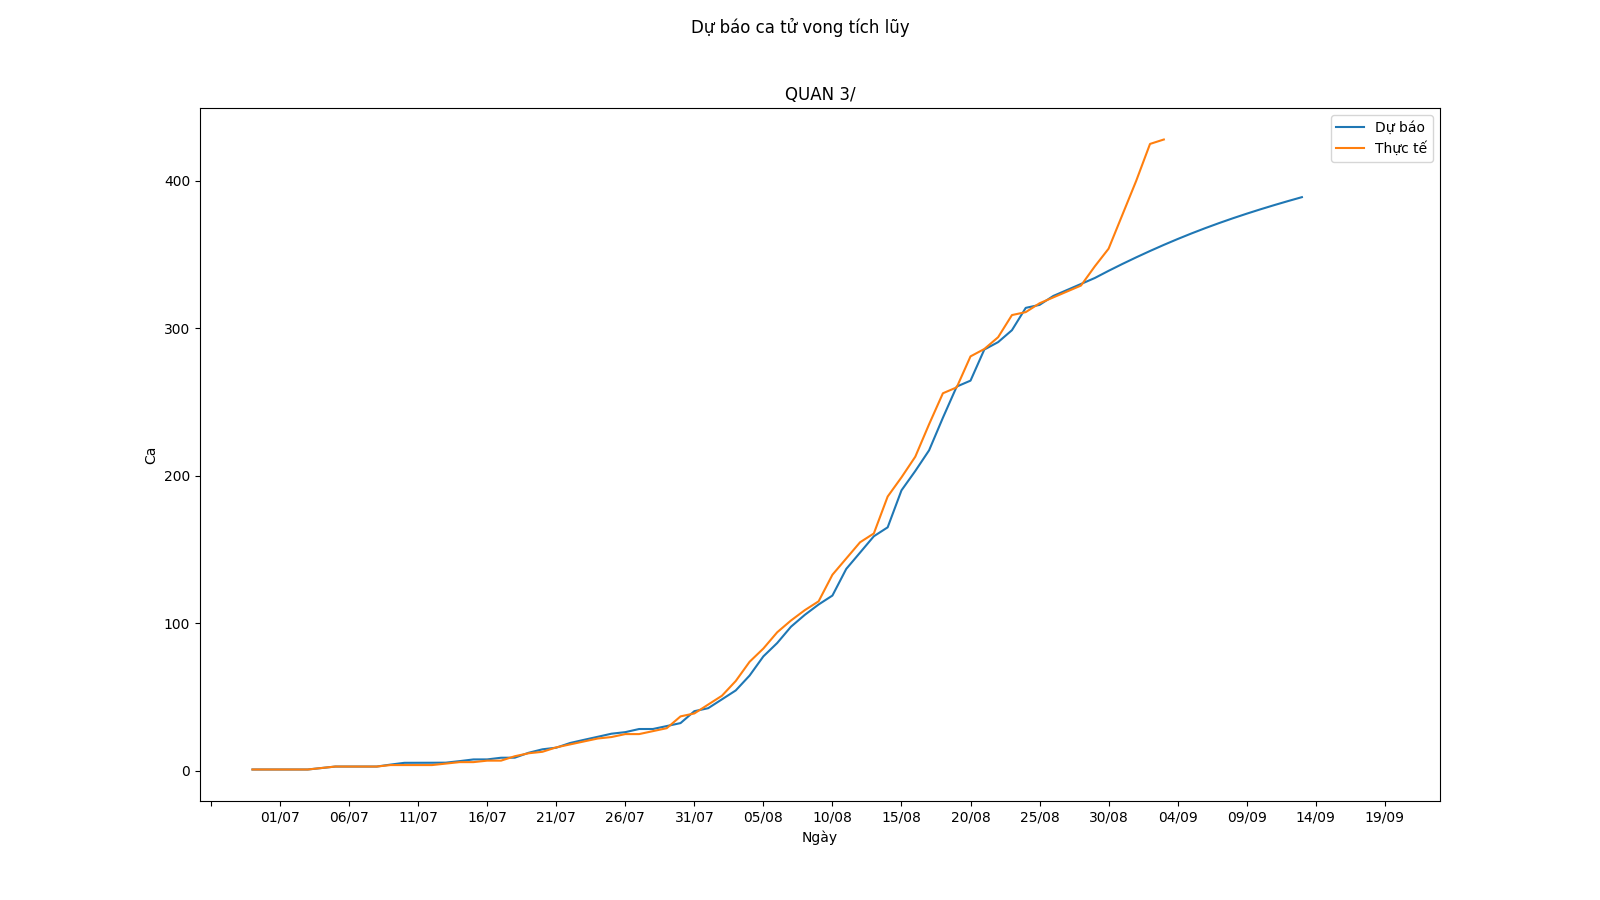 Dự báo ca tử vong tích lũy
QUAN 3/
Dự báo
Thực tế
400
300
200
100
0
Ca
01/07 06/07 11/07 16/07 21/07 26/07 31/07 05/08 10/08 15/08 20/08 25/08 30/08 04/09 09/09 14/09 19/09
Ngày